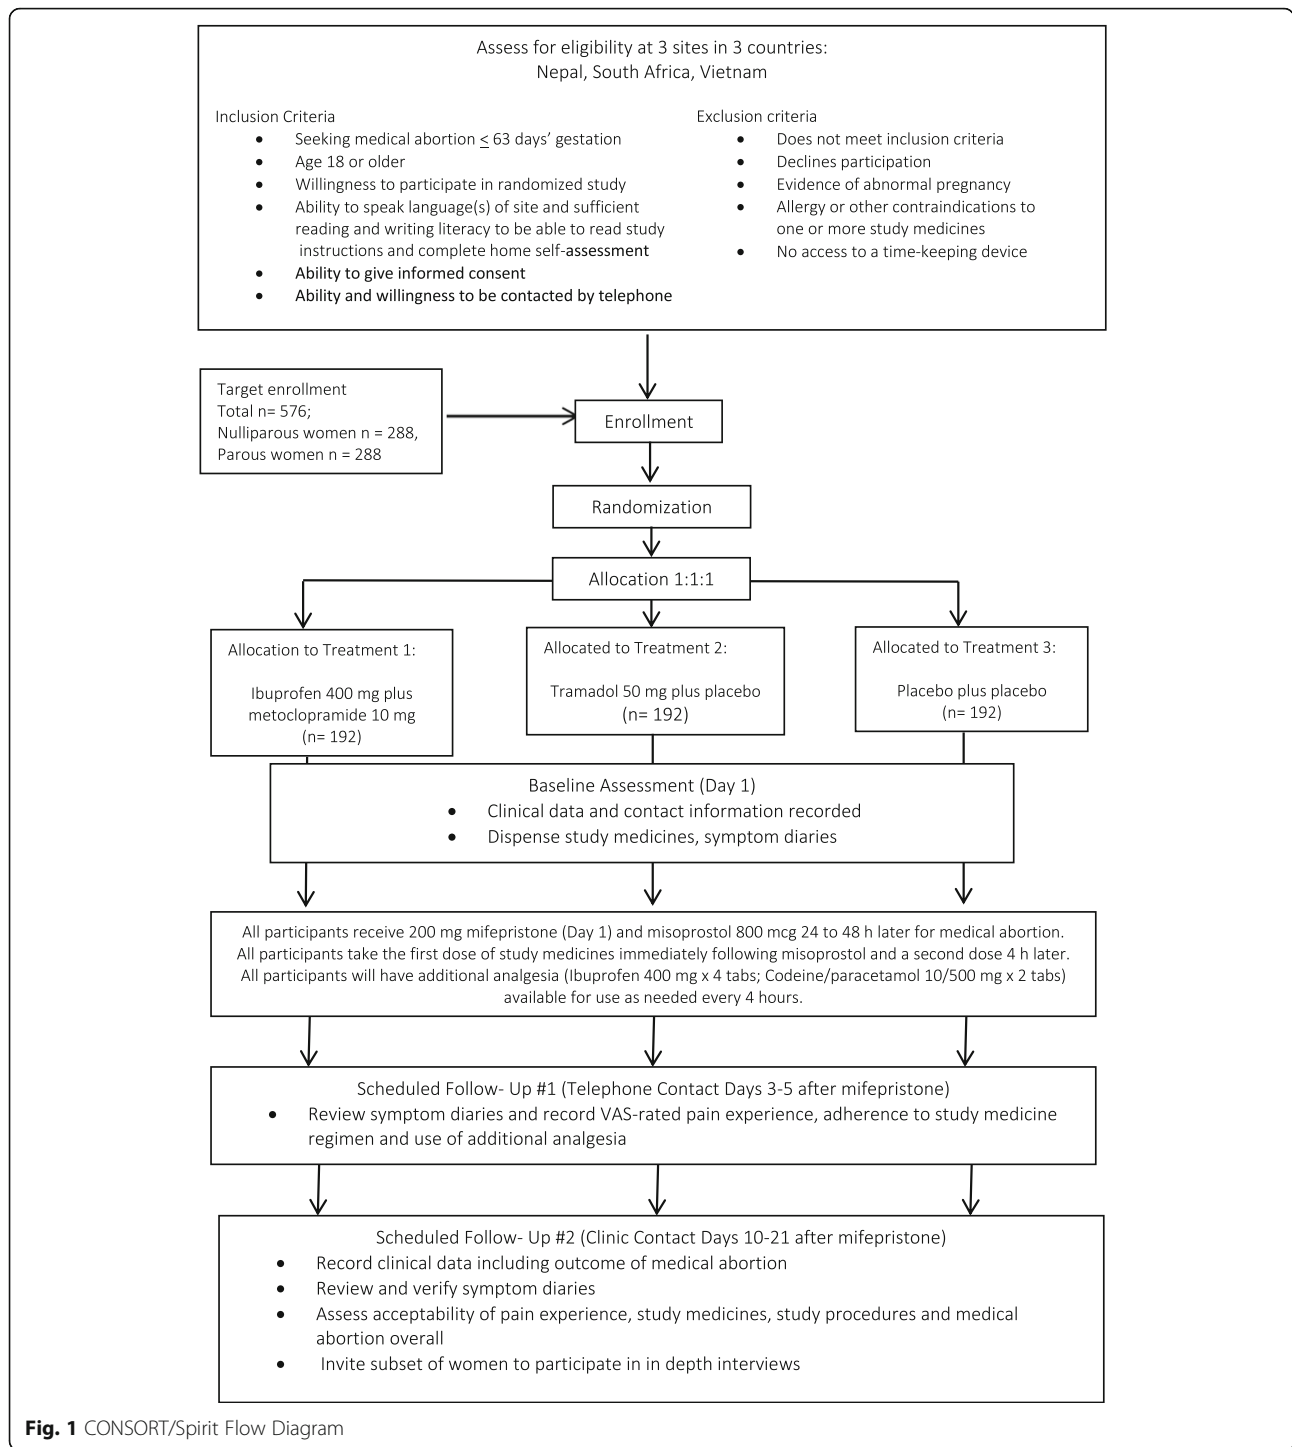 Assess for eligibility at 3 sites in 3 countries:
Nepal, South Africa, Vietnam
Inclusion Criteria
• Seeking medical abortion ≤ 63 days’ gestation
• Age 18 or older
• Willingness to participate in randomized study
• Ability to speak language(s) of site and sufficient
reading and writing literacy to be able to read study
instructions and complete home self-assessment
• Ability to give informed consent
• Ability and willingness to be contacted by telephone
Exclusion criteria
• Does not meet inclusion criteria
• Declines participation
• Evidence of abnormal pregnancy
• Allergy or other contraindications to
one or more study medicines
• No access to a time-keeping device
Target enrollment
Total n= 576;
Nulliparous women n = 288,
Parous women n = 288
Enrollment
Randomization
Allocation 1:1:1
Allocation to Treatment 1:
Ibuprofen 400 mg plus
metoclopramide 10 mg
(n= 192)
Allocated to Treatment 2:
Tramadol 50 mg plus placebo
(n= 192)
Allocated to Treatment 3:
Placebo plus placebo
(n= 192)
Baseline Assessment (Day 1)
• Clinical data and contact information recorded
• Dispense study medicines, symptom diaries
All participants receive 200 mg mifepristone (Day 1) and misoprostol 800 mcg 24 to 48 h later for medical abortion.
All participants take the first dose of study medicines immediately following misoprostol and a second dose 4 h later.
All participants will have additional analgesia (Ibuprofen 400 mg x 4 tabs; Codeine/paracetamol 10/500 mg x 2 tabs)
available for use as needed every 4 hours.
Scheduled Follow- Up #1 (Telephone Contact Days 3-5 after mifepristone)
• Review symptom diaries and record VAS-rated pain experience, adherence to study medicine
regimen and use of additional analgesia
Scheduled Follow- Up #2 (Clinic Contact Days 10-21 after mifepristone)
• Record clinical data including outcome of medical abortion
• Review and verify symptom diaries
• Assess acceptability of pain experience, study medicines, study procedures and medical
abortion overall
• Invite subset of women to participate in in depth interviews
Fig. 1 CONSORT/Spirit Flow Diagram